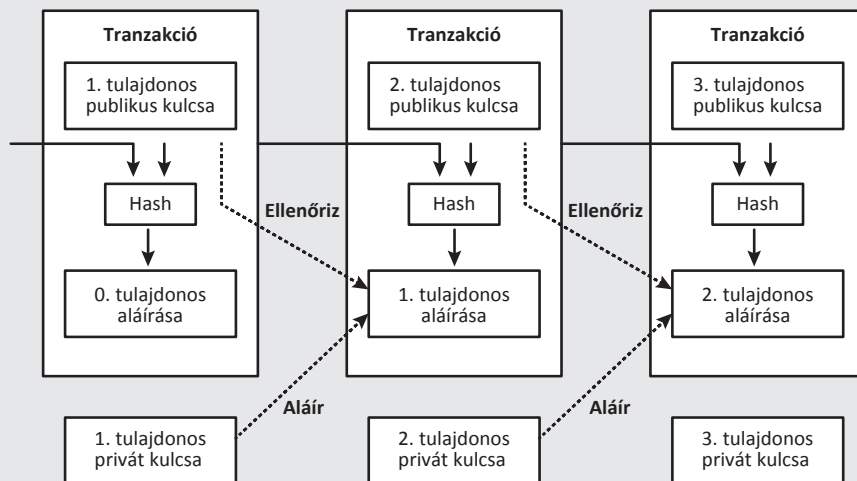 Tranzakció
1. tulajdonos
publikus kulcsa
Hash
0. tulajdonos
aláírása
Ellenőriz
Tranzakció
2. tulajdonos
publikus kulcsa
Hash
1. tulajdonos
aláírása
Ellenőriz
Tranzakció
3. tulajdonos
publikus kulcsa
Hash
2. tulajdonos
aláírása
1. tulajdonos
privát kulcsa
Aláír
2. tulajdonos
privát kulcsa
Aláír
3. tulajdonos
privát kulcsa